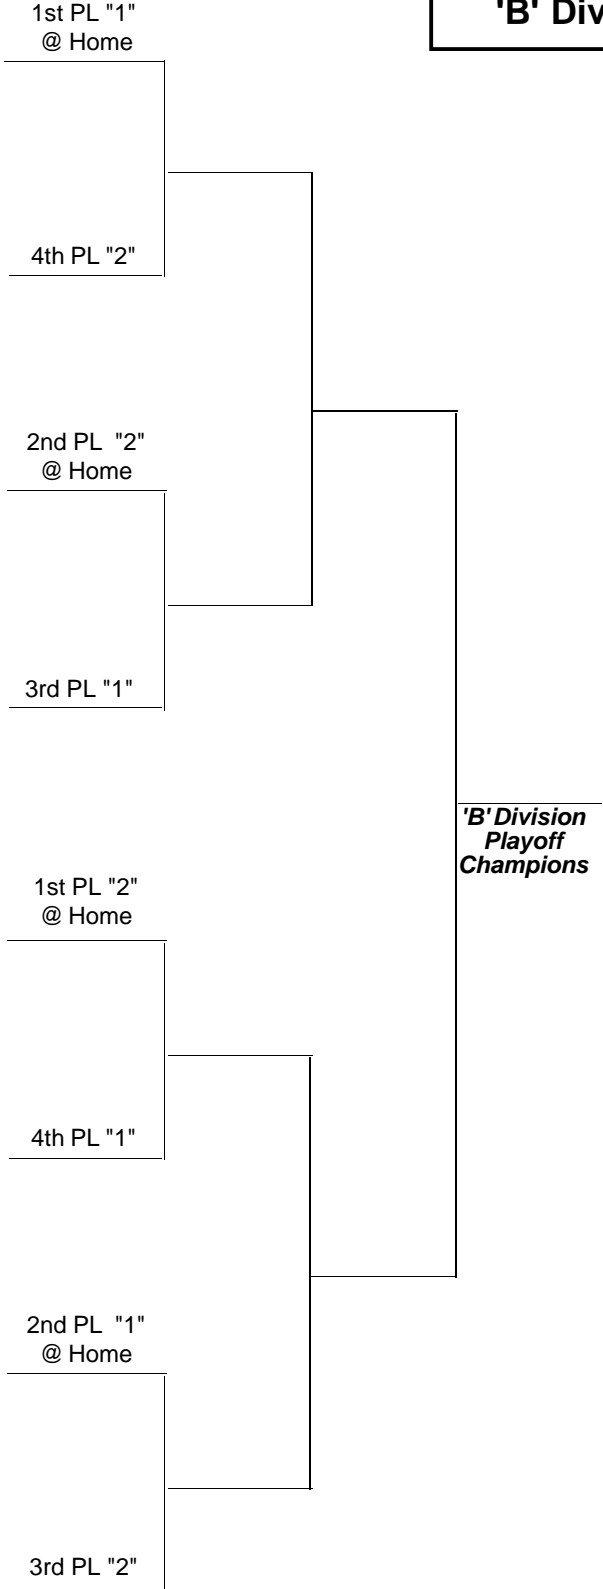 1st PL "1"
@ Home
'B' Div
4th PL "2"
2nd PL "2"
@ Home
3rd PL "1"
'B' Division
Playoff
Champions
1st PL "2"
@ Home
4th PL "1"
2nd PL "1"
@ Home
3rd PL "2"